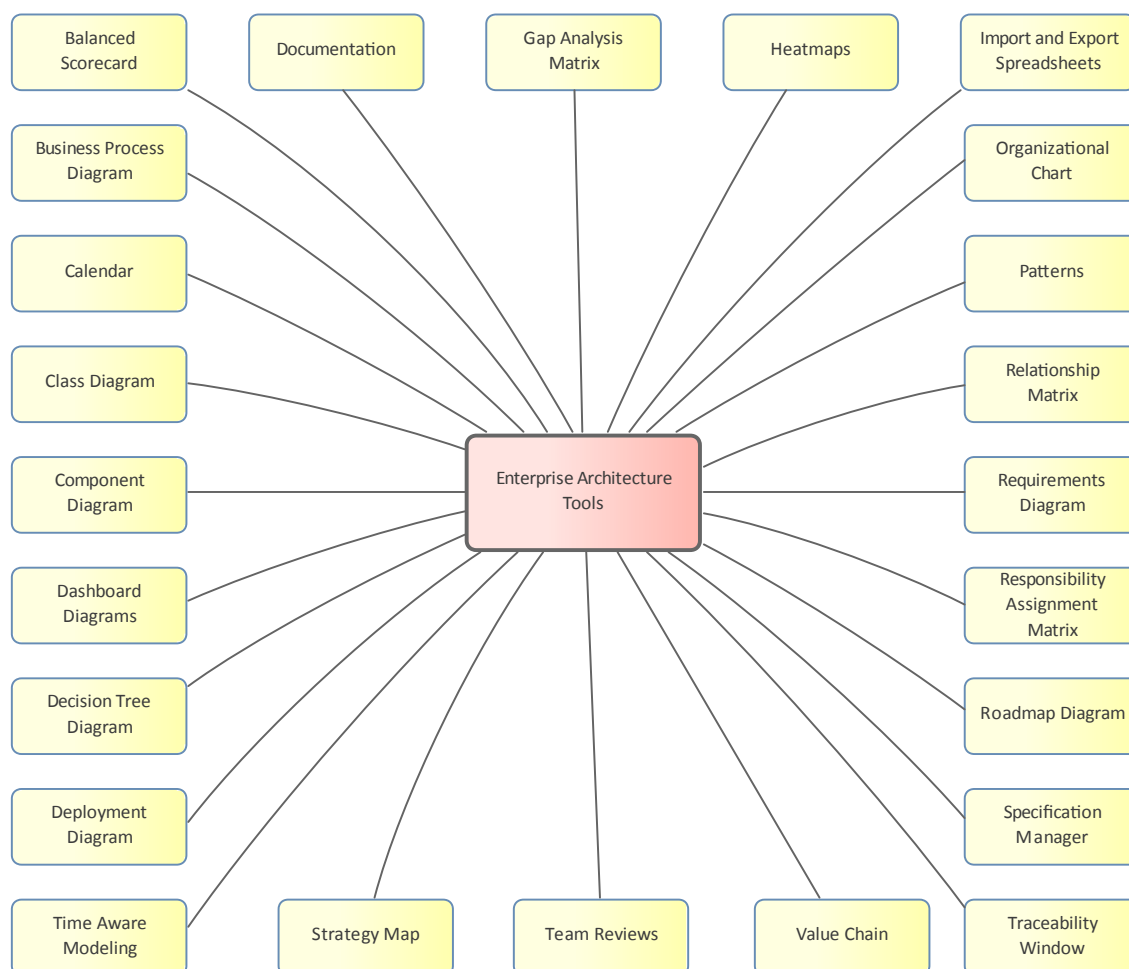 Balanced
Scorecard
Documentation
Gap Analysis
Matrix
Heatmaps
Import and Export
Spreadsheets
Business Process
Diagram
Organizational
Chart
Calendar
Patterns
Class Diagram
Relationship
Matrix
Enterprise Architecture
Tools
Component
Diagram
Requirements
Diagram
Dashboard
Diagrams
Responsibility
Assignment
Matrix
Decision Tree
Diagram
Roadmap Diagram
Deployment
Diagram
Specification
Manager
Time Aware
Modeling
Strategy Map
Team Reviews
Value Chain
Traceability
Window